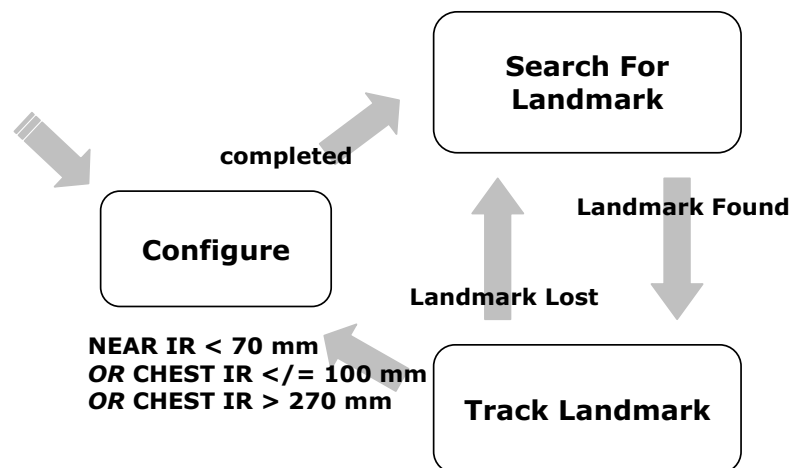 Search For
Landmark
completed
Landmark Found
Configure
Landmark Lost
NEAR IR < 70 mm
OR CHEST IR </= 100 mm
OR CHEST IR > 270 mm
Track Landmark